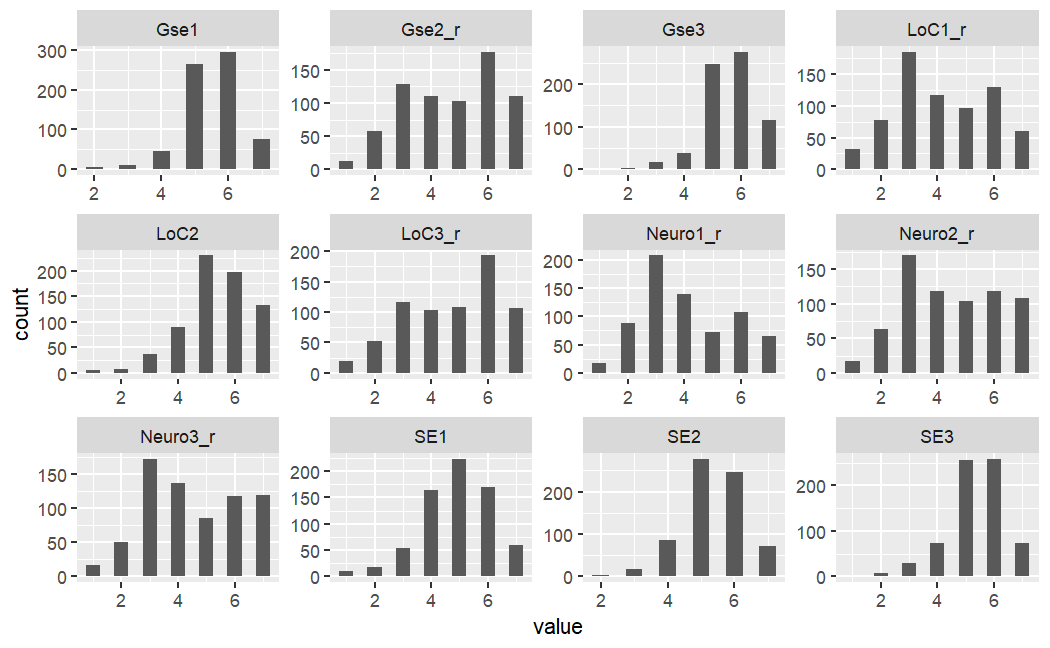 Gse1 Gse2_r Gse3 LoC1_r
300 200 100 0
150 100 50 0
200 100 0
150 100 50 0
2 4 6 2 4 6 2 4 6 2 4 6
LoC2 LoC3_r Neuro1_r Neuro2_r
200 150 100 50 0
200 150 100 50 0
200 150 100 50 0
150 100 50 0
2 4 6 2 4 6 2 4 6 2 4 6
Neuro3_r SE1 SE2 SE3
150 100 50 0
200 150 100 50 0
200 100 0
200 100 0
2 4 6 2 4 6 2 4 6 2 4 6
count
value